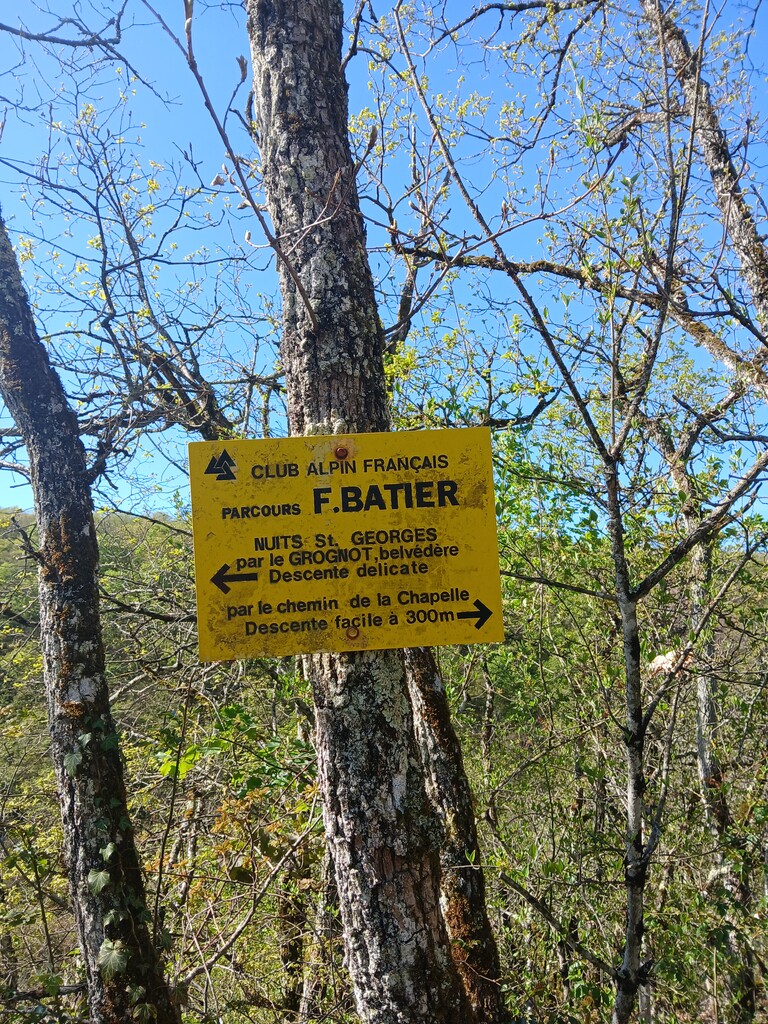 CLUB ALPIN FRANÇAIS
PARCOURS F.BATIER
NUITS St. GEORGES
par le GROGNOT, belvédère
Descente delicate
par le chemin de la Chapelle
Descente facile à 300m